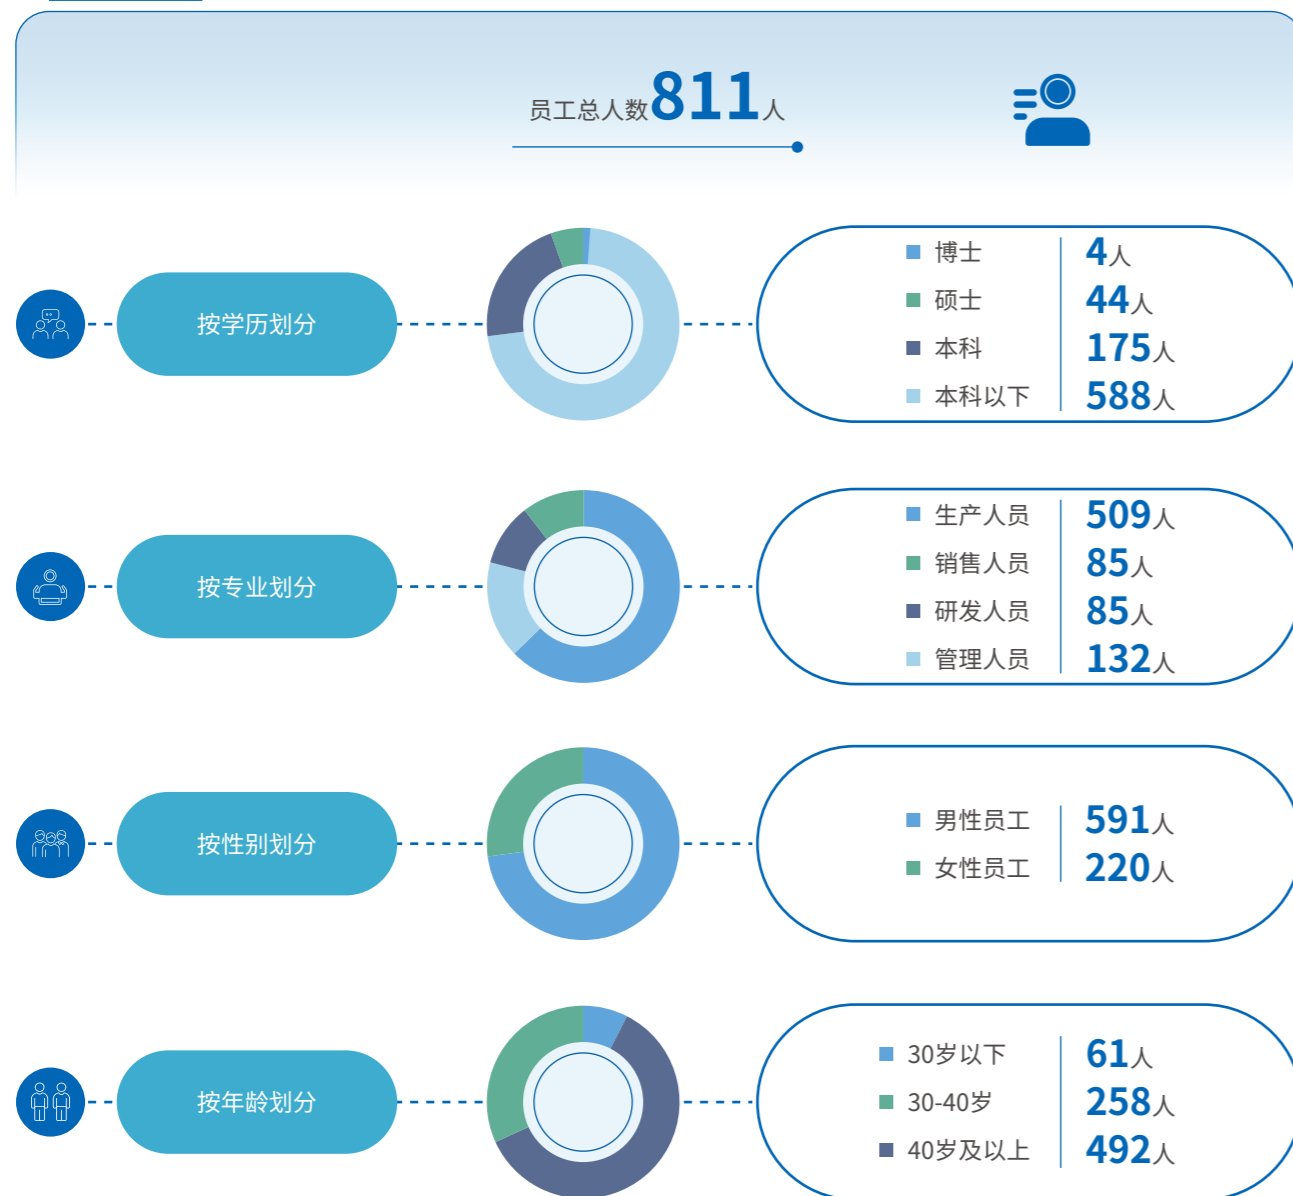 员工总人数811人
按学历划分
博士 4人
硕士 44人
本科 175人
本科以下 588人
按专业划分
生产人员 509人
销售人员 85人
研发人员 85人
管理人员 132人
按性别划分
男性员工 591人
女性员工 220人
按年龄划分
30岁以下 61人
30-40岁 258人
40岁及以上 492人